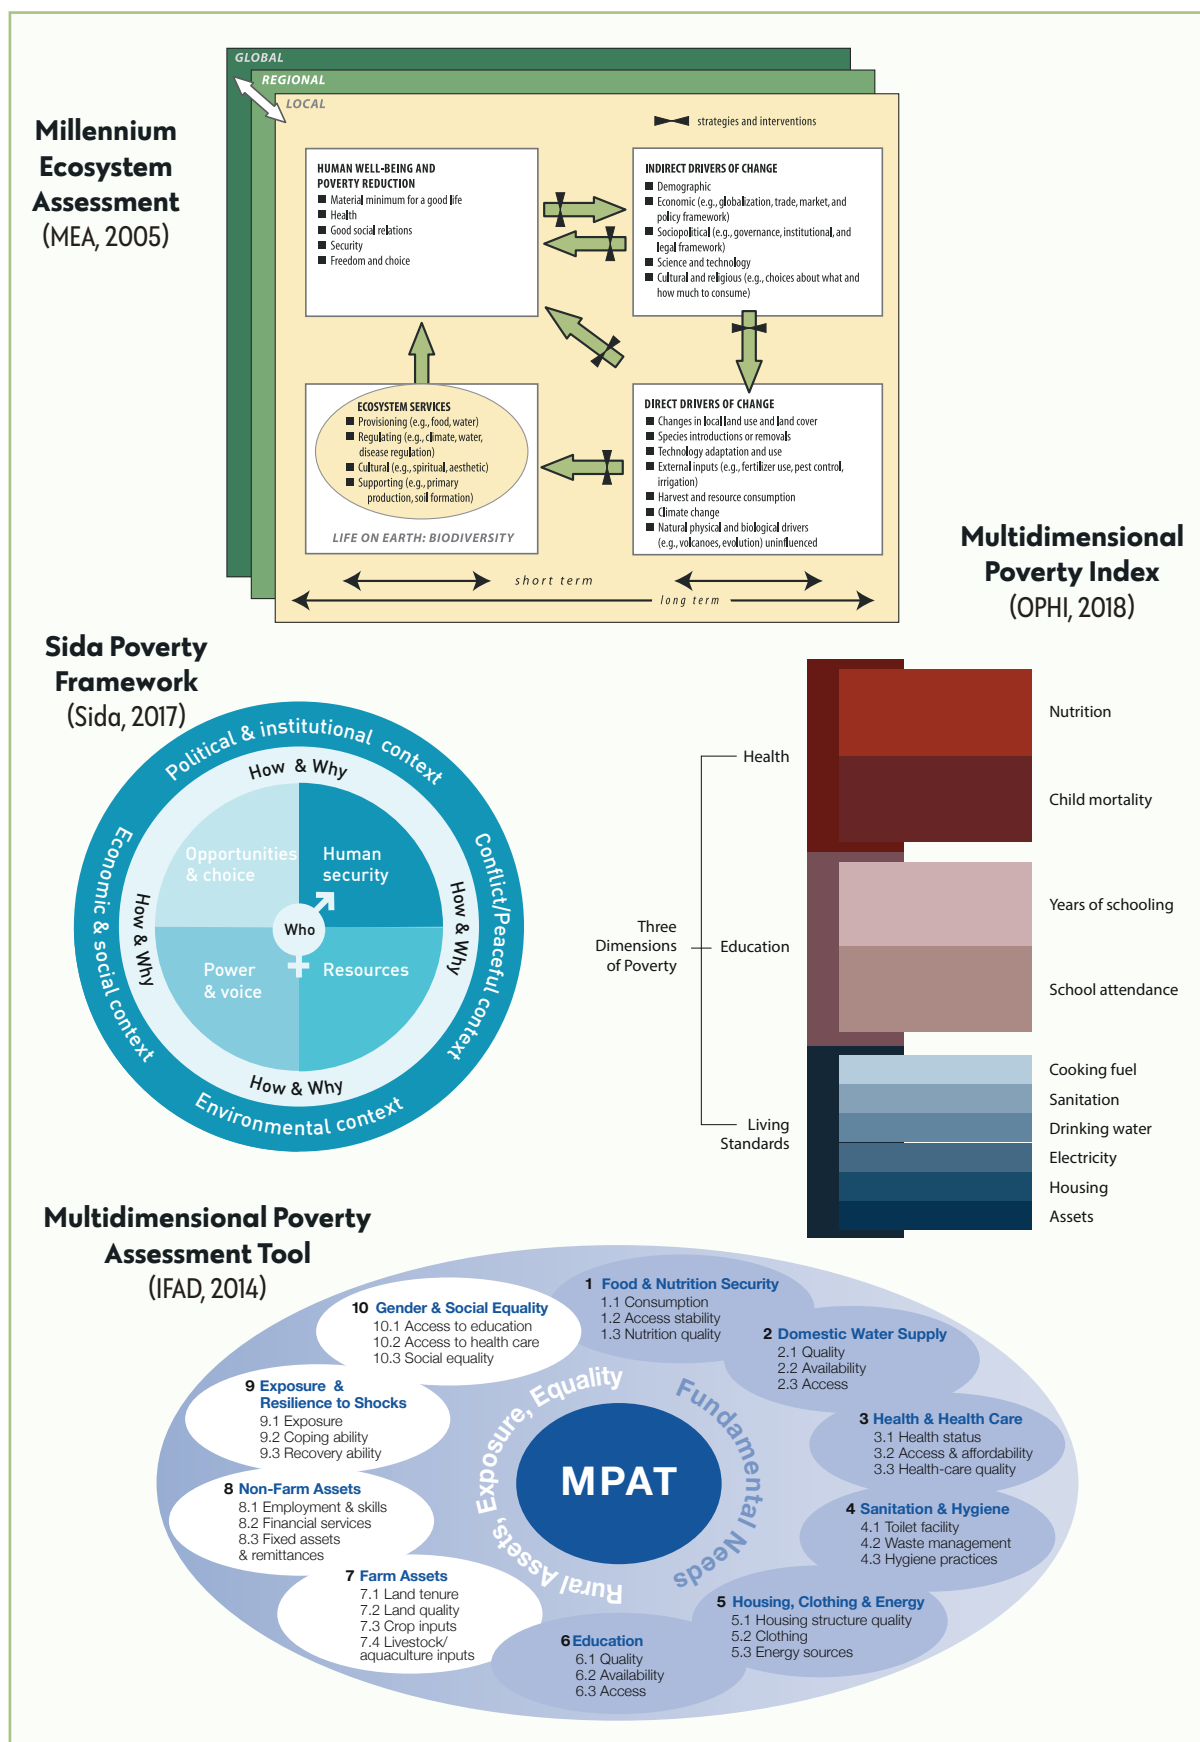 Millennium
Ecosystem
Assessment
(MEA, 2005)
GLOBAL
REGIONAL
LOCAL
strategies and interventions
HUMAN WELL-BEING AND
POVERTY REDUCTION
Material minimum for a good life
Health
Good social relations
Security
Freedom and choice
INDIRECT DRIVERS OF CHANGE
Demographic
Economic (e.g., globalization, trade, market, and
policy framework)
Sociopolitical (e.g., governance, institutional, and
legal framework)
Science and technology
Cultural and religious (e.g., choices about what and
how much to consume)
ECOSYSTEM SERVICES
Provisioning (e.g., food, water)
Regulating (e.g., climate, water,
disease regulation)
Cultural (e.g., spiritual, aesthetic)
Supporting (e.g., primary
production, soil formation)
LIFE ON EARTH: BIODIVERSITY
DIRECT DRIVERS OF CHANGE
Changes in local land use and land cover
Species introductions or removals
Technology adaptation and use
External inputs (e.g., fertilizer use, pest control,
irrigation)
Harvest and resource consumption
Climate change
Natural physical and biological drivers
(e.g., volcanoes, evolution) uninfluenced
short term
long term
Multidimensional
Poverty Index
(OPHI, 2018)
Three
Dimensions
of Poverty
Health
Education
Living
Standards
Nutrition
Child mortality
Years of schooling
School attendance
Cooking fuel
Sanitation
Drinking water
Electricity
Housing
Assets
Sida Poverty
Framework
(Sida, 2017)
Political & institutional context
Conflict/Peaceful context
Environmental context
Economic & social context
How & Why
How & Why
How & Why
How & Why
Opportunities
& choice
Human
security
Who
Power
& voice
Resources
Multidimensional Poverty
Assessment Tool
(IFAD, 2014)
MPAT
Fundamental Needs
Rural Assets, Exposure, Equality
1 Food & Nutrition Security
1.1 Consumption
1.2 Access stability
1.3 Nutrition quality
2 Domestic Water Supply
2.1 Quality
2.2 Availability
2.3 Access
3 Health & Health Care
3.1 Health status
3.2 Access & affordability
3.3 Health-care quality
4 Sanitation & Hygiene
4.1 Toilet facility
4.2 Waste management
4.3 Hygiene practices
5 Housing, Clothing & Energy
5.1 Housing structure quality
5.2 Clothing
5.3 Energy sources
6 Education
6.1 Quality
6.2 Availability
6.3 Access
7 Farm Assets
7.1 Land tenure
7.2 Land quality
7.3 Crop inputs
7.4 Livestock/
aquaculture inputs
8 Non-Farm Assets
8.1 Employment & skills
8.2 Financial services
8.3 Fixed assets
& remittances
9 Exposure &
Resilience to Shocks
9.1 Exposure
9.2 Coping ability
9.3 Recovery ability
10 Gender & Social Equality
10.1 Access to education
10.2 Access to health care
10.3 Social equality